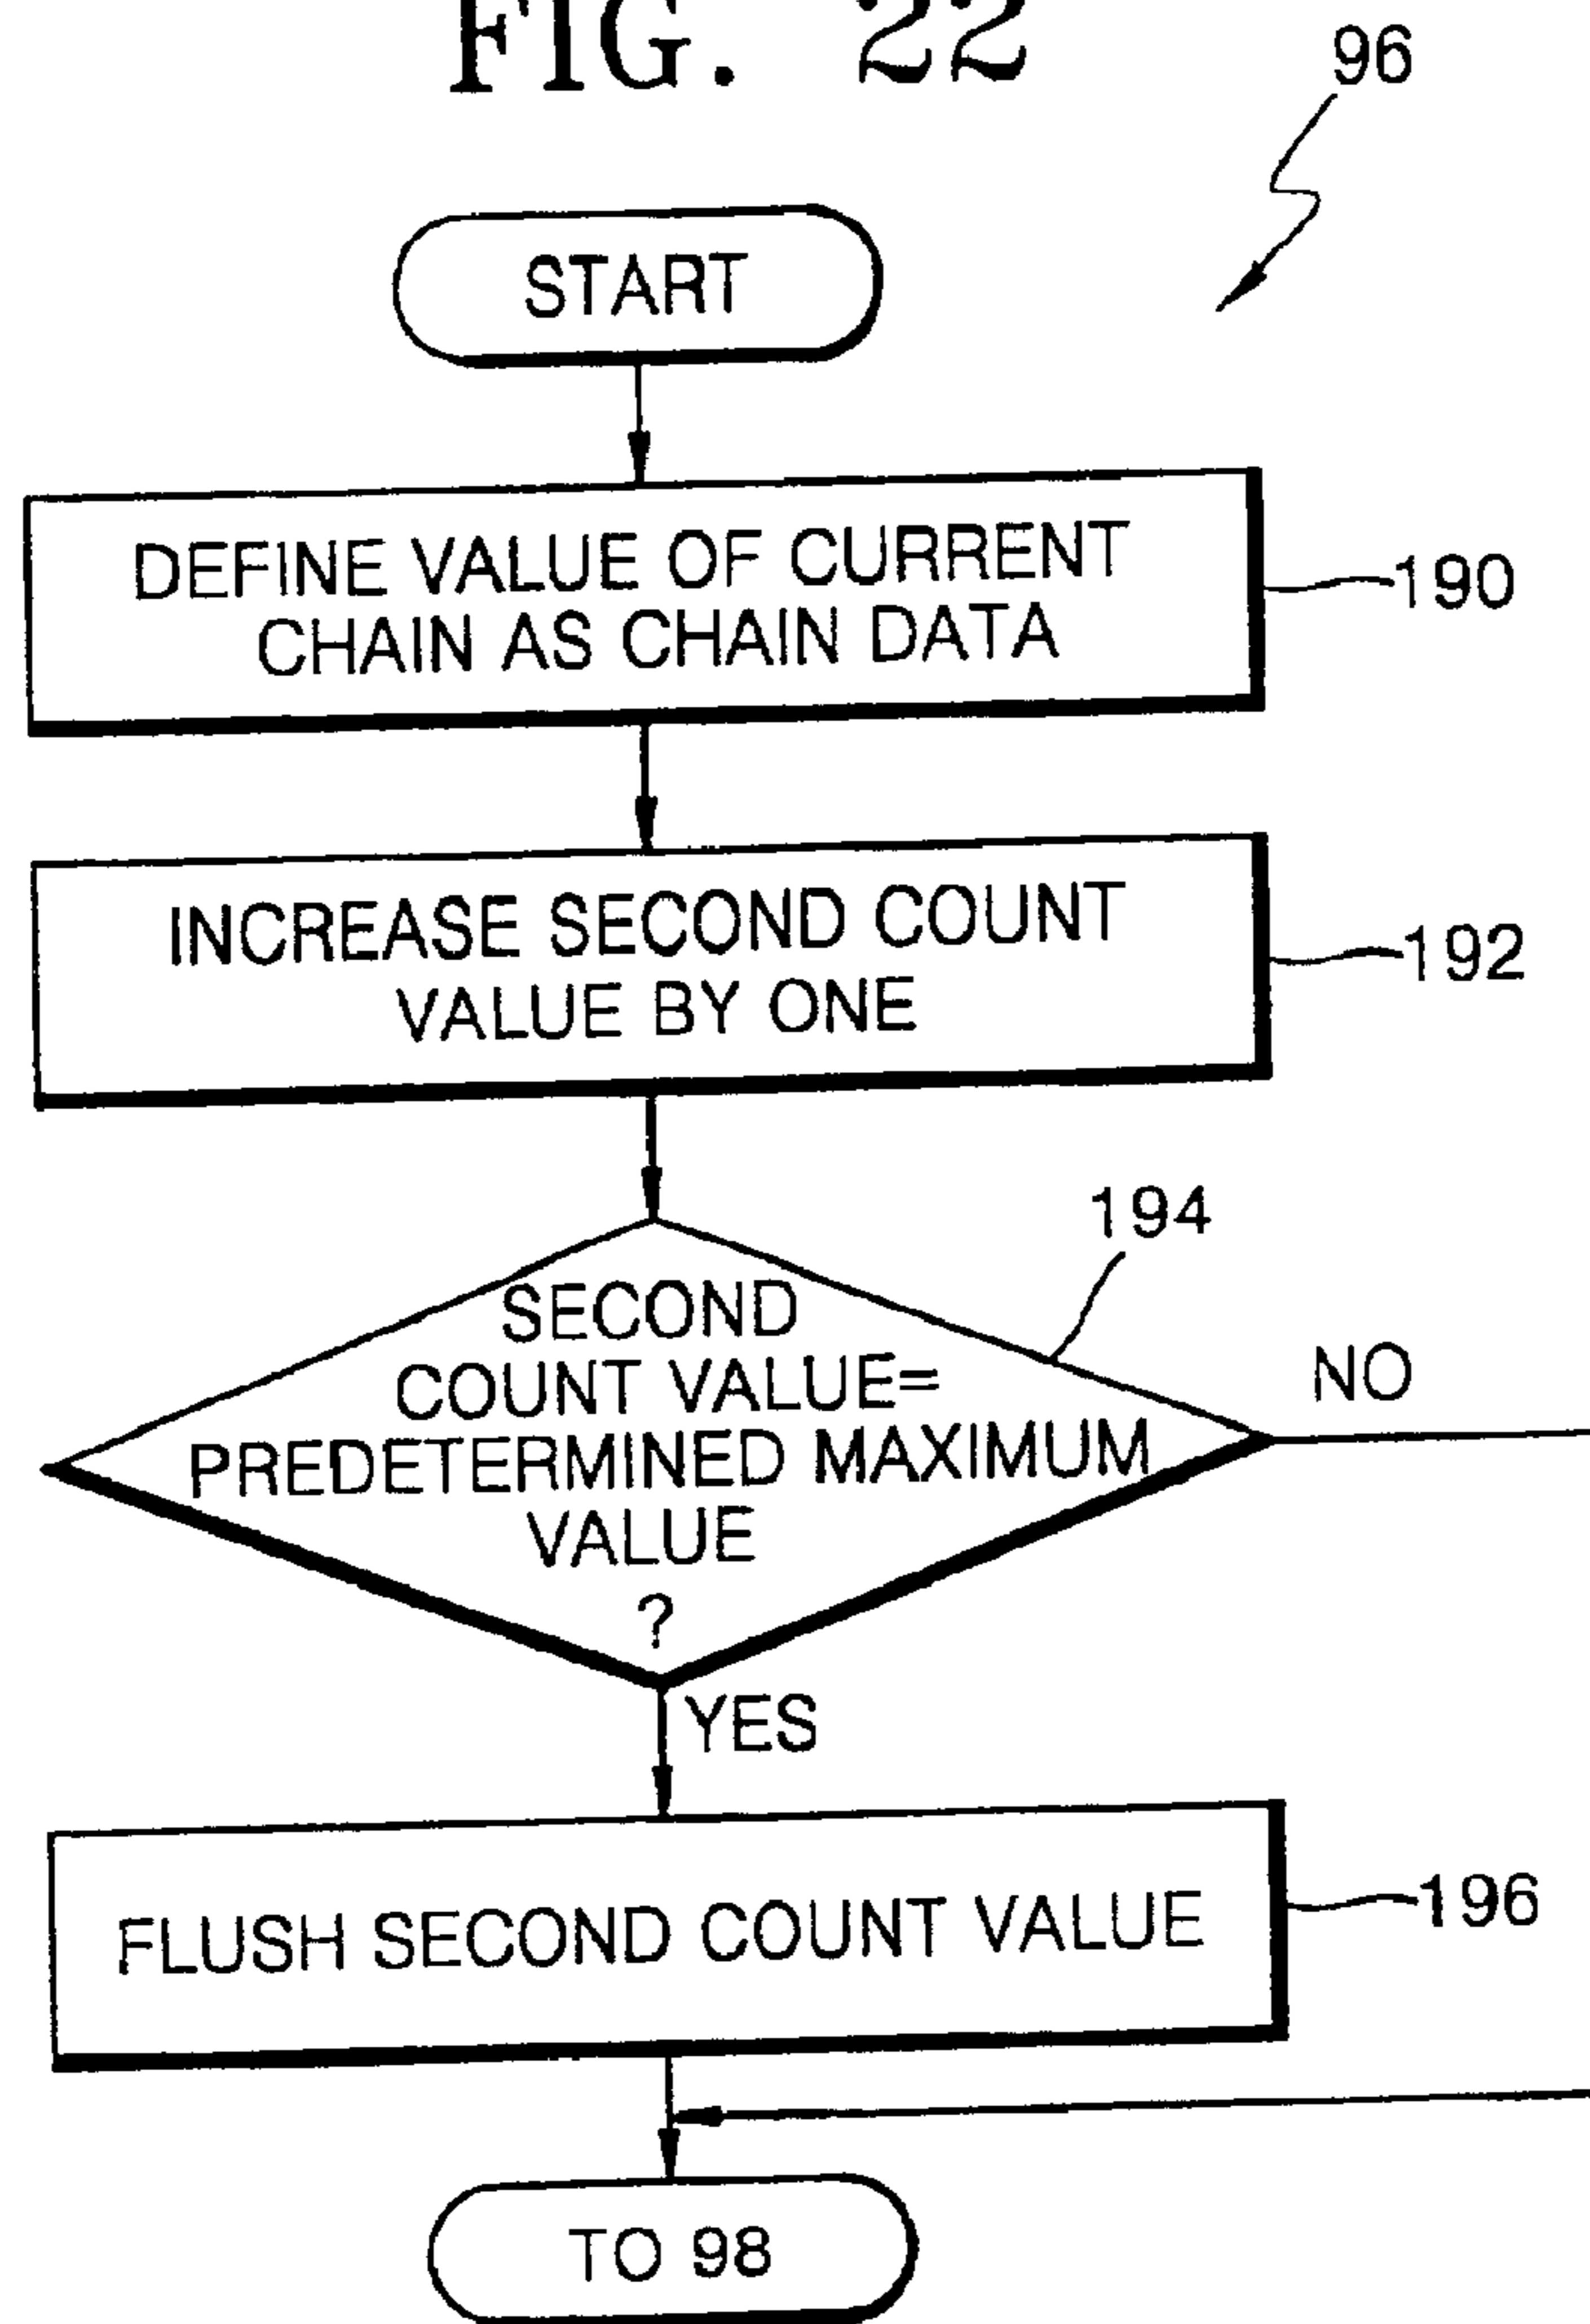 FIG. 22
96
START
DEFINE VALUE OF CURRENT
CHAIN AS CHAIN DATA
190
INCREASE SECOND COUNT
VALUE BY ONE
192
194
SECOND
COUNT VALUE=
PREDETERMINED MAXIMUM
VALUE
?
NO
YES
FLUSH SECOND COUNT VALUE
196
TO 98